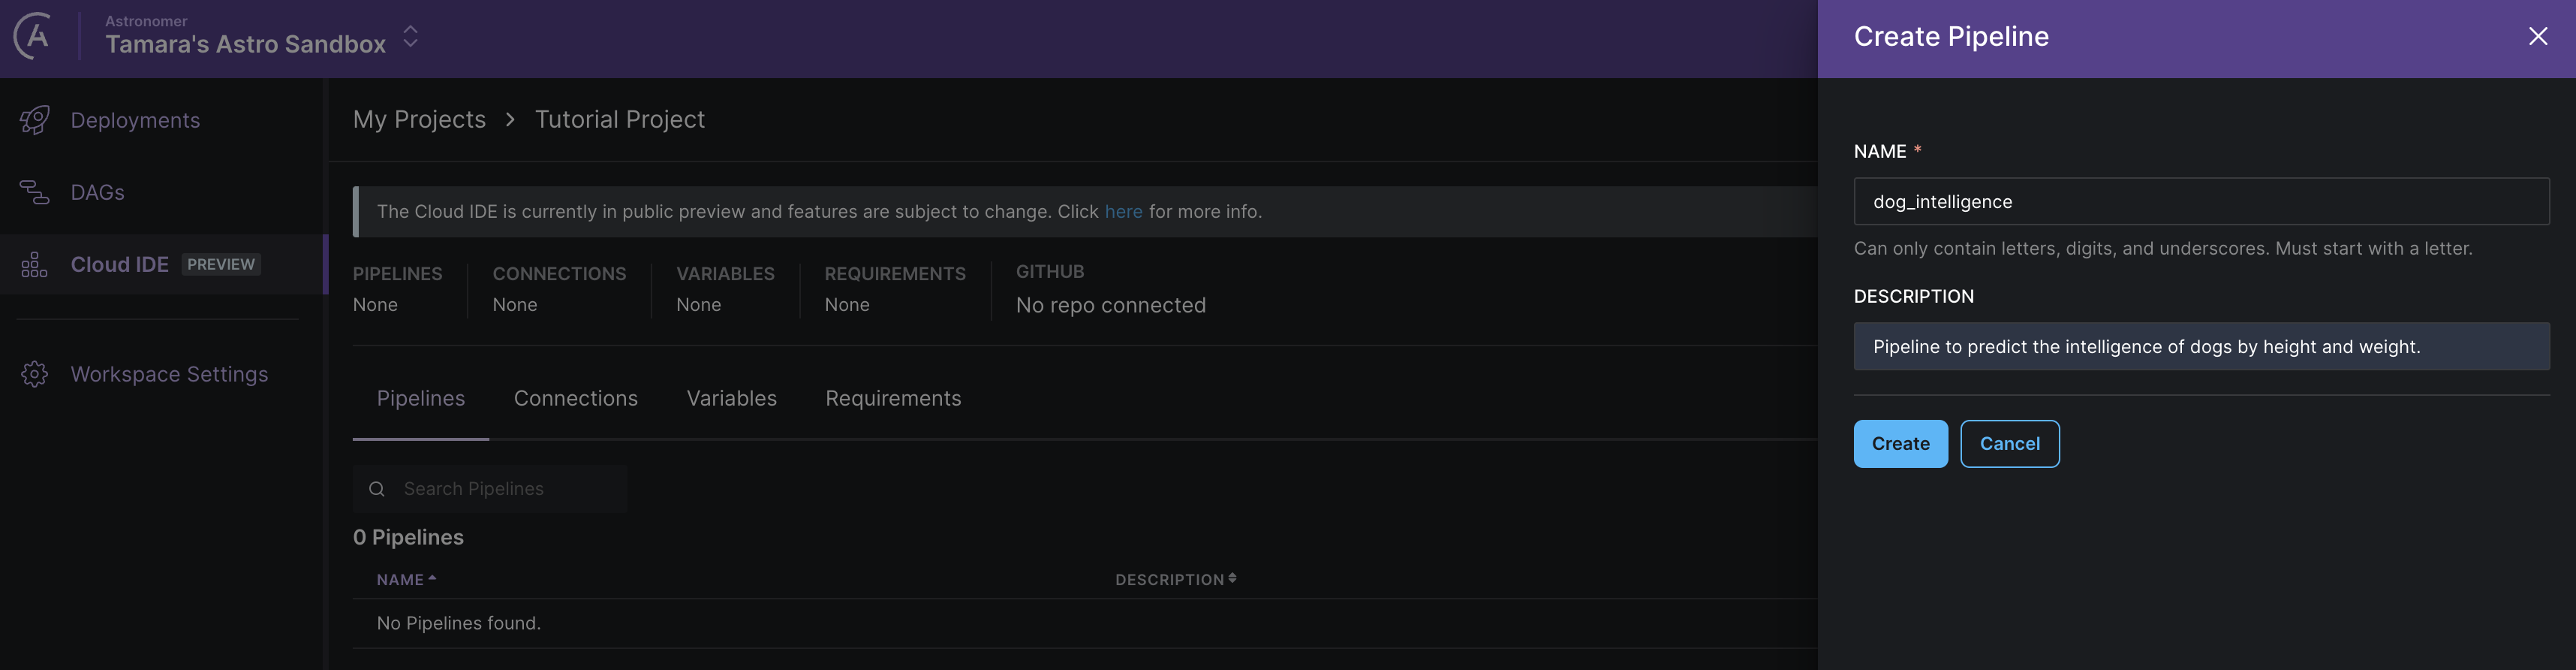 Astronomer
Tamara's Astro Sandbox
Deployments
DAGs
Cloud IDE PREVIEW
Workspace Settings
My Projects > Tutorial Project
The Cloud IDE is currently in public preview and features are subject to change. Click here for more info.
PIPELINES
None
CONNECTIONS
None
VARIABLES
None
REQUIREMENTS
None
GITHUB
No repo connected
Pipelines Connections Variables Requirements
Search Pipelines
0 Pipelines
NAME DESCRIPTION
No Pipelines found.
Create Pipeline
NAME *
dog_intelligence
Can only contain letters, digits, and underscores. Must start with a letter.
DESCRIPTION
Pipeline to predict the intelligence of dogs by height and weight.
Create Cancel